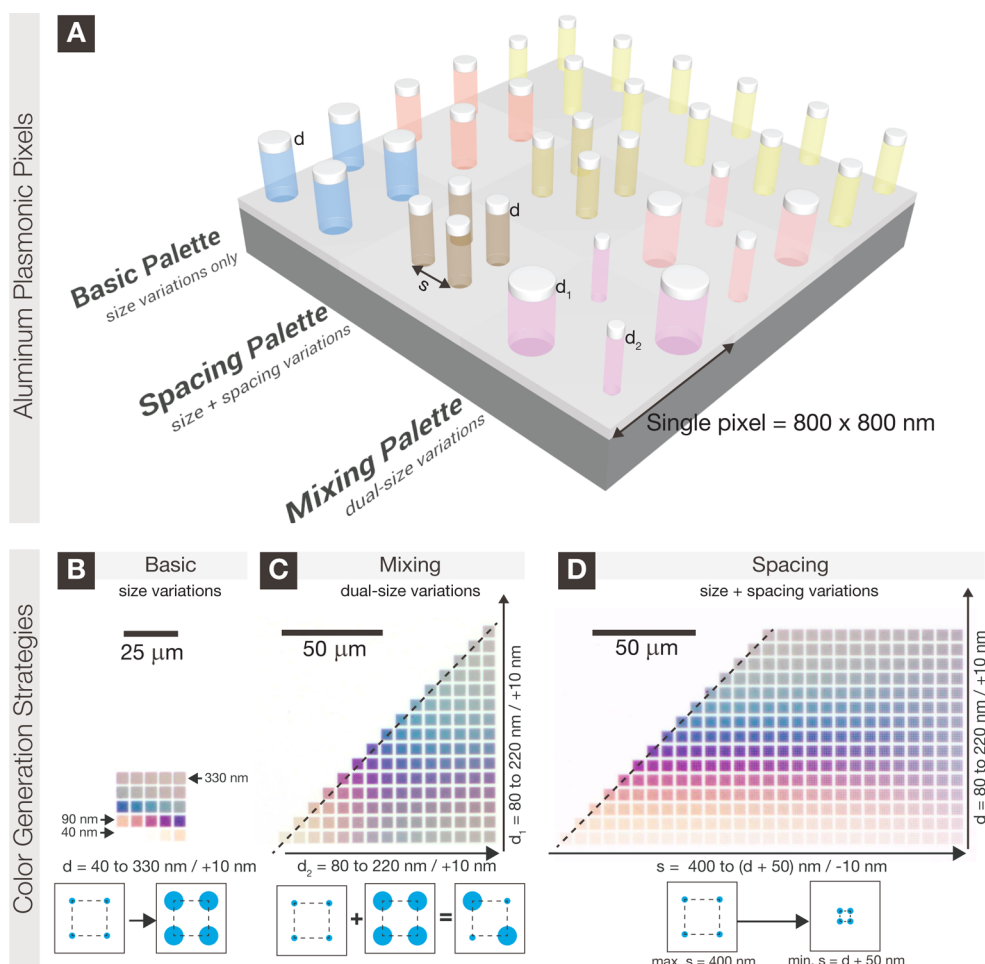 Aluminum Plasmonic Pixels
A
d
d
s
d1
d2
Basic Palette
size variations only
Spacing Palette
size + spacing variations
Mixing Palette
dual-size variations
Single pixel = 800 x 800 nm
Color Generation Strategies
B
Basic
size variations
25 μm
330 nm
90 nm
40 nm
d = 40 to 330 nm / +10 nm
C
Mixing
dual-size variations
50 μm
d1 = 80 to 220 nm / +10 nm
d2 = 80 to 220 nm / +10 nm
+
=
D
Spacing
size + spacing variations
50 μm
d = 80 to 220 nm / +10 nm
s = 400 to (d + 50) nm / -10 nm
max. s = 400 nm
min. s = d + 50 nm